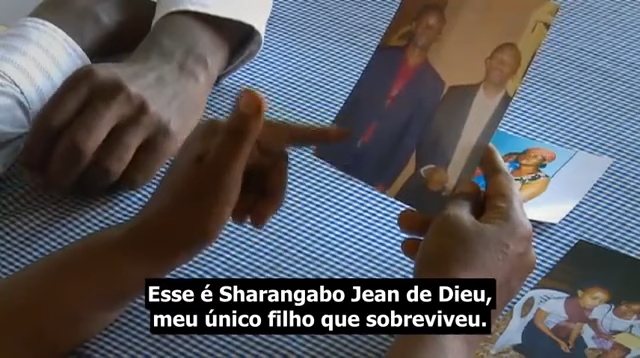 Esse é Sharangabo Jean de Dieu,
meu único filho que sobreviveu.